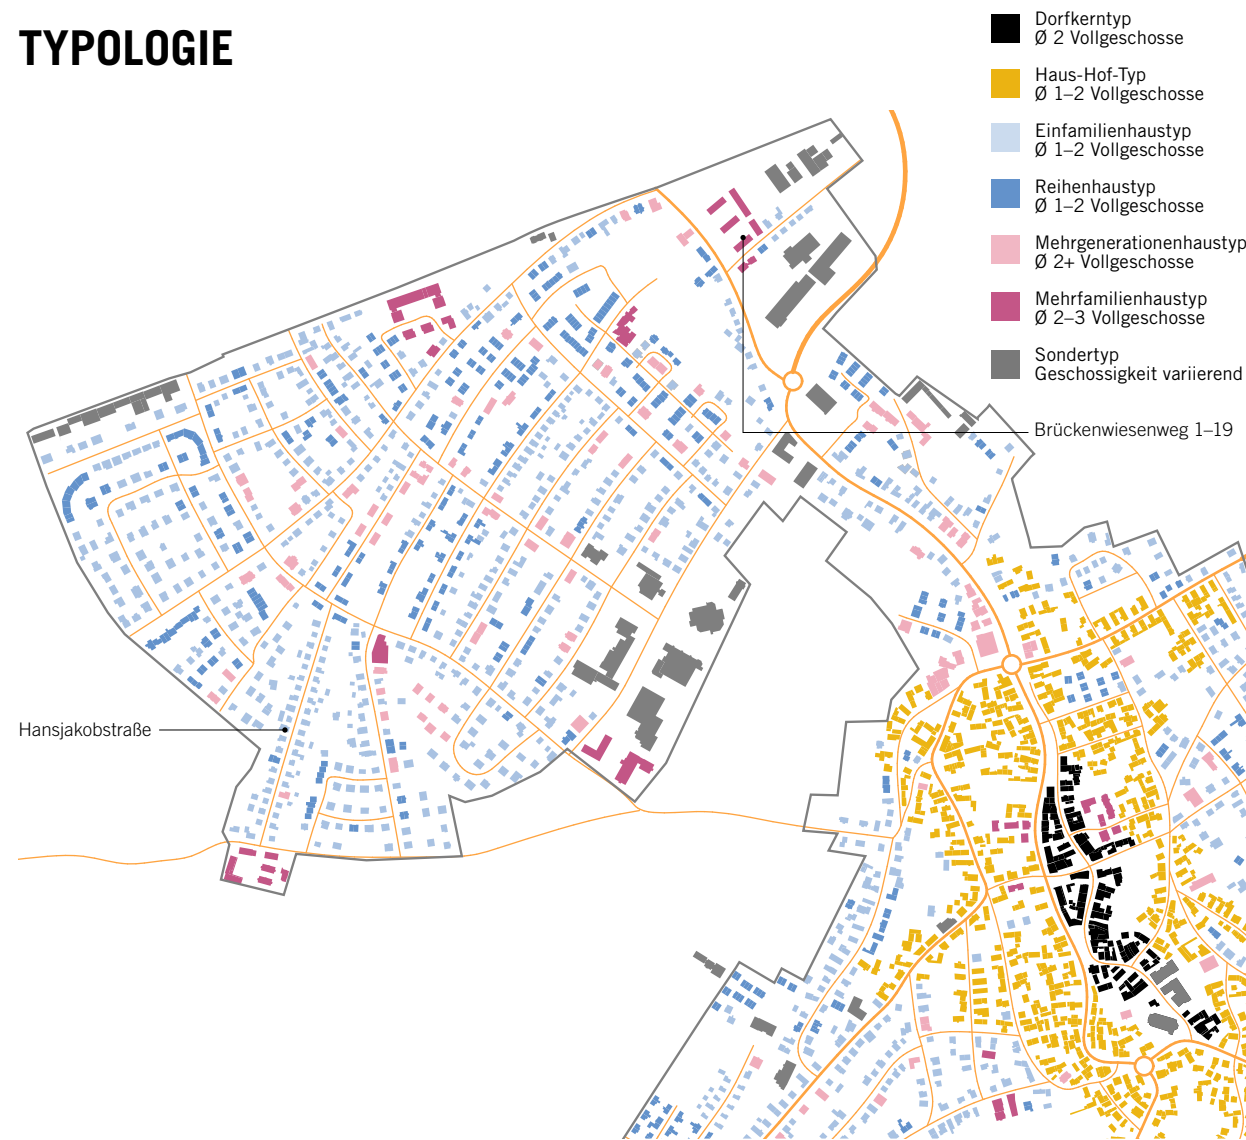 TYPOLOGIE
Dorfkerntyp
Ø 2 Vollgeschosse
Haus-Hof-Typ
Ø 1–2 Vollgeschosse
Einfamilienhaustyp
Ø 1–2 Vollgeschosse
Reihenhaustyp
Ø 1–2 Vollgeschosse
Mehrgenerationenhaustyp
Ø 2+ Vollgeschosse
Mehrfamilienhaustyp
Ø 2–3 Vollgeschosse
Sondertyp
Geschossigkeit variierend
Brückenwiesenweg 1–19
Hansjakobstraße